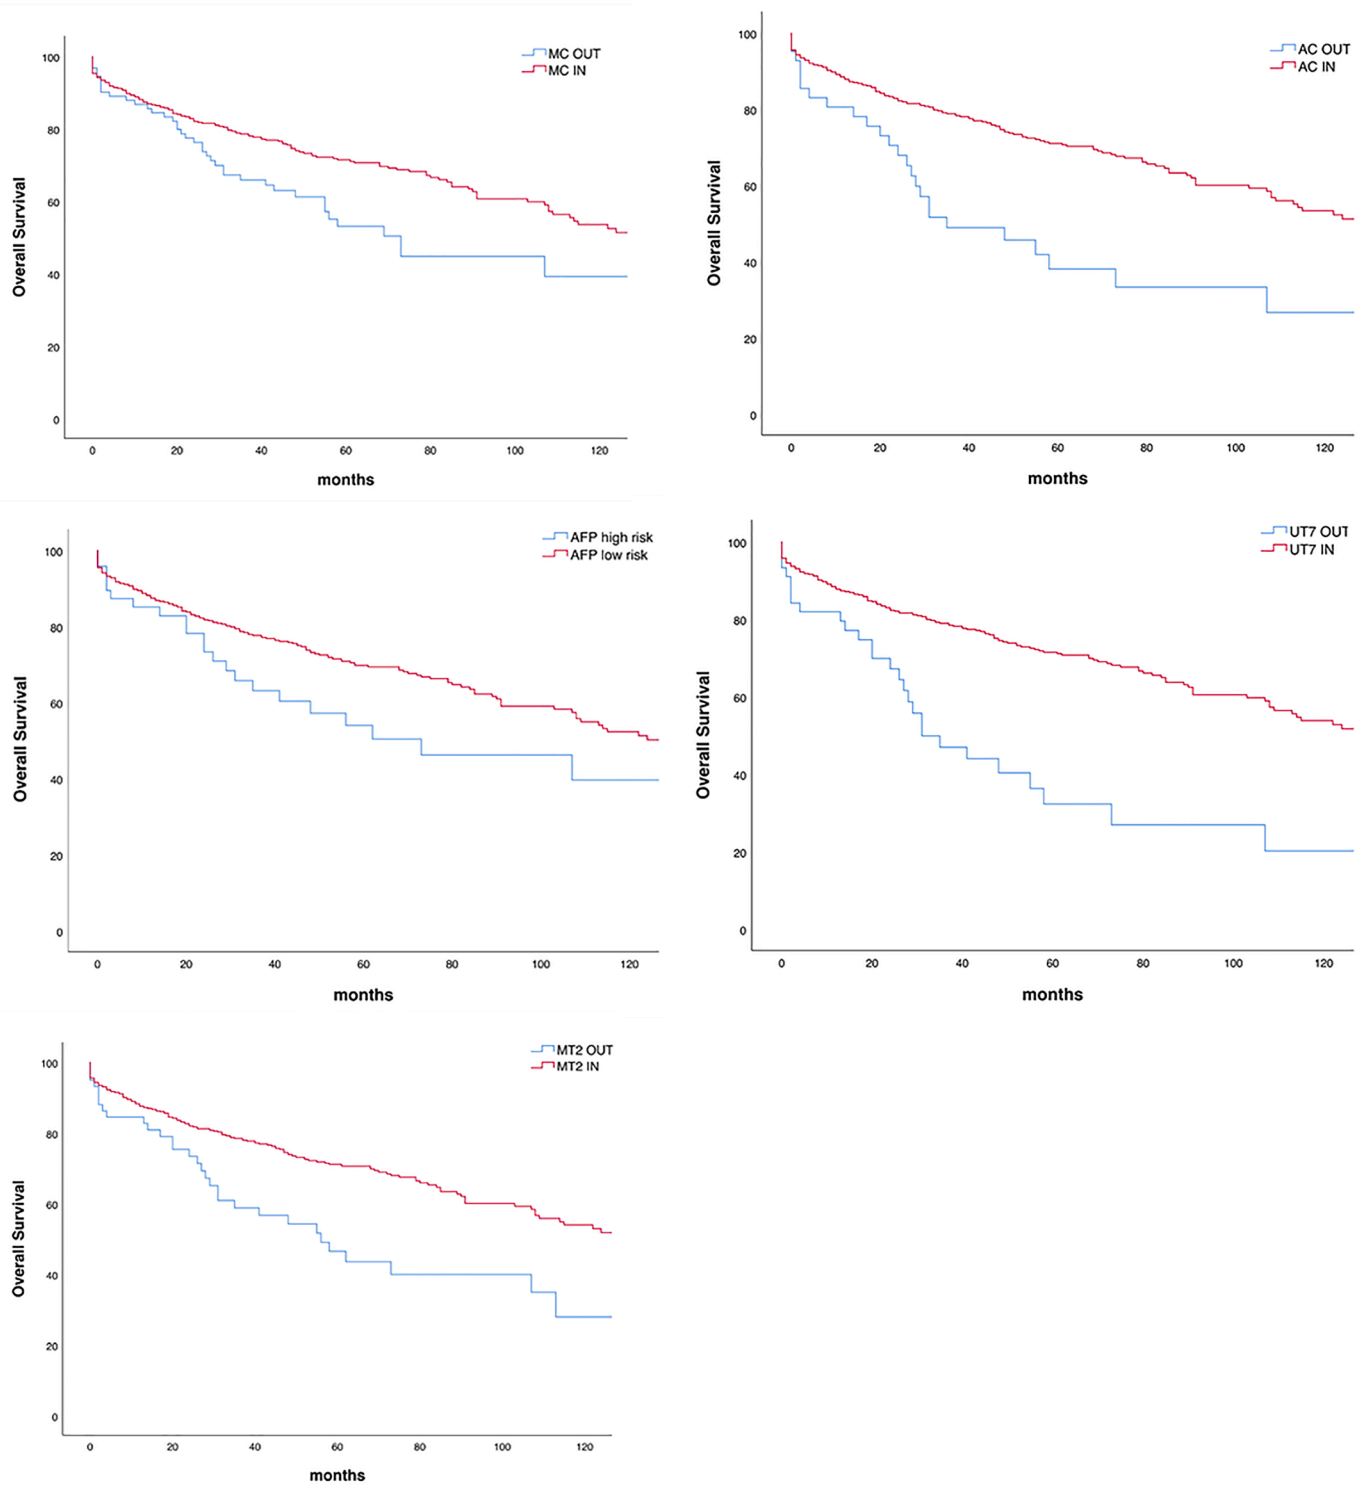 MC OUT
MC IN
100
80
60
40
20
0
Overall Survival
0 20 40 60 80 100 120
months
AC OUT
AC IN
100
80
60
40
20
0
Overall Survival
0 20 40 60 80 100 120
months
AFP high risk
AFP low risk
100
80
60
40
20
0
Overall Survival
0 20 40 60 80 100 120
months
UT7 OUT
UT7 IN
100
80
60
40
20
0
Overall Survival
0 20 40 60 80 100 120
months
MT2 OUT
MT2 IN
100
80
60
40
20
0
Overall Survival
0 20 40 60 80 100 120
months